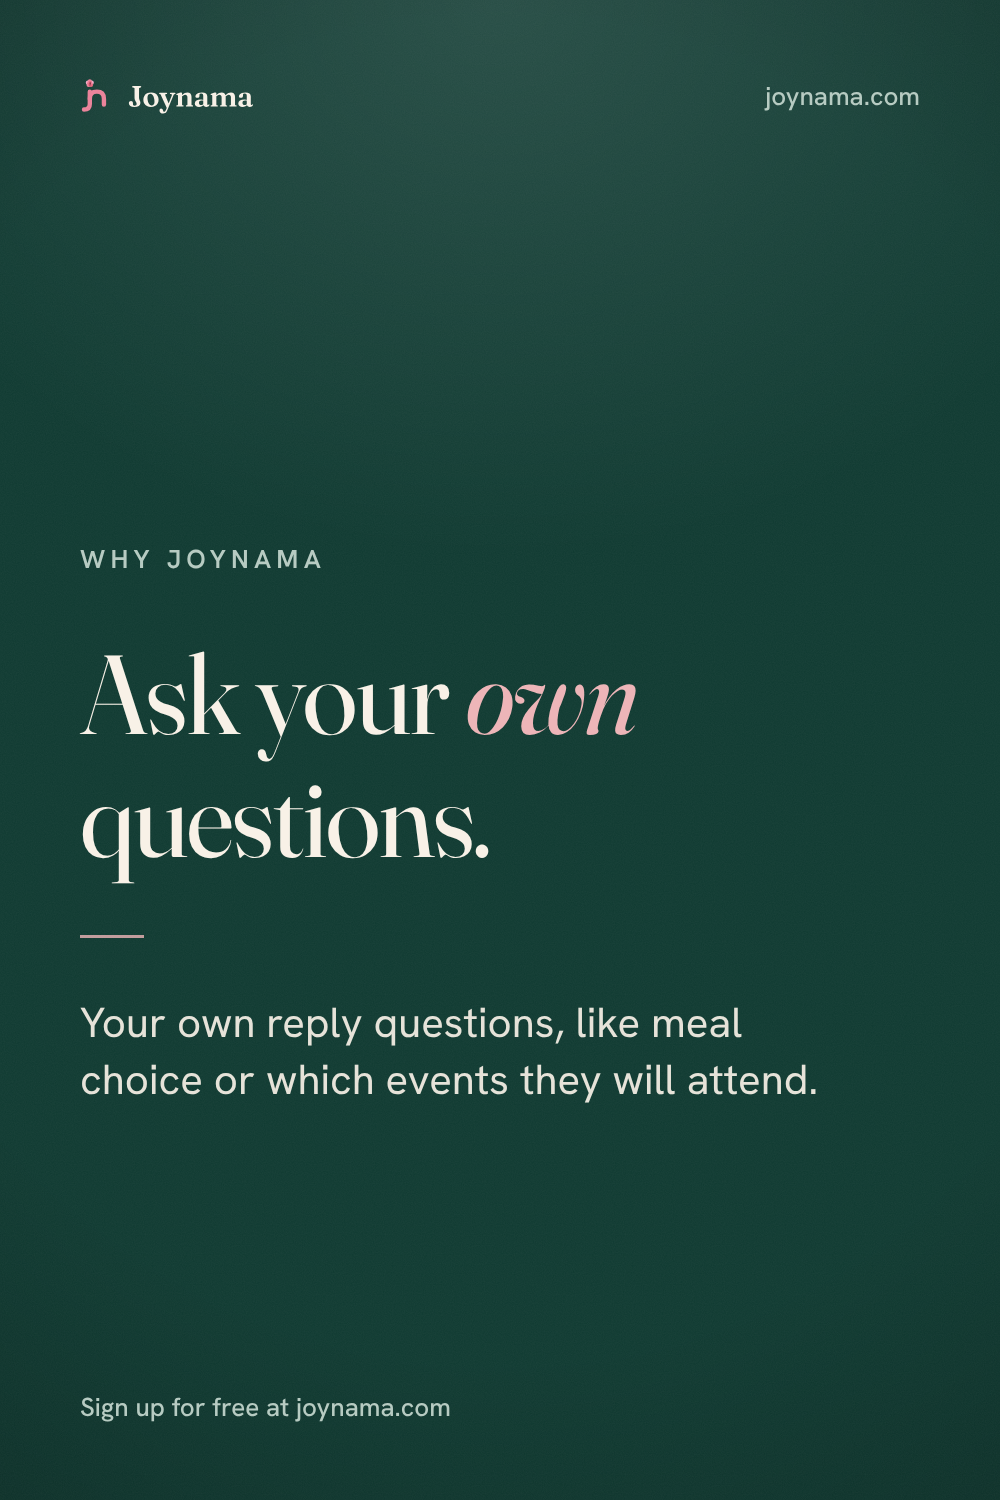 Joynama
joynama.com
WHY JOYNAMA
Ask your own
questions.
Your own reply questions, like meal
choice or which events they will attend.
Sign up for free at joynama.com